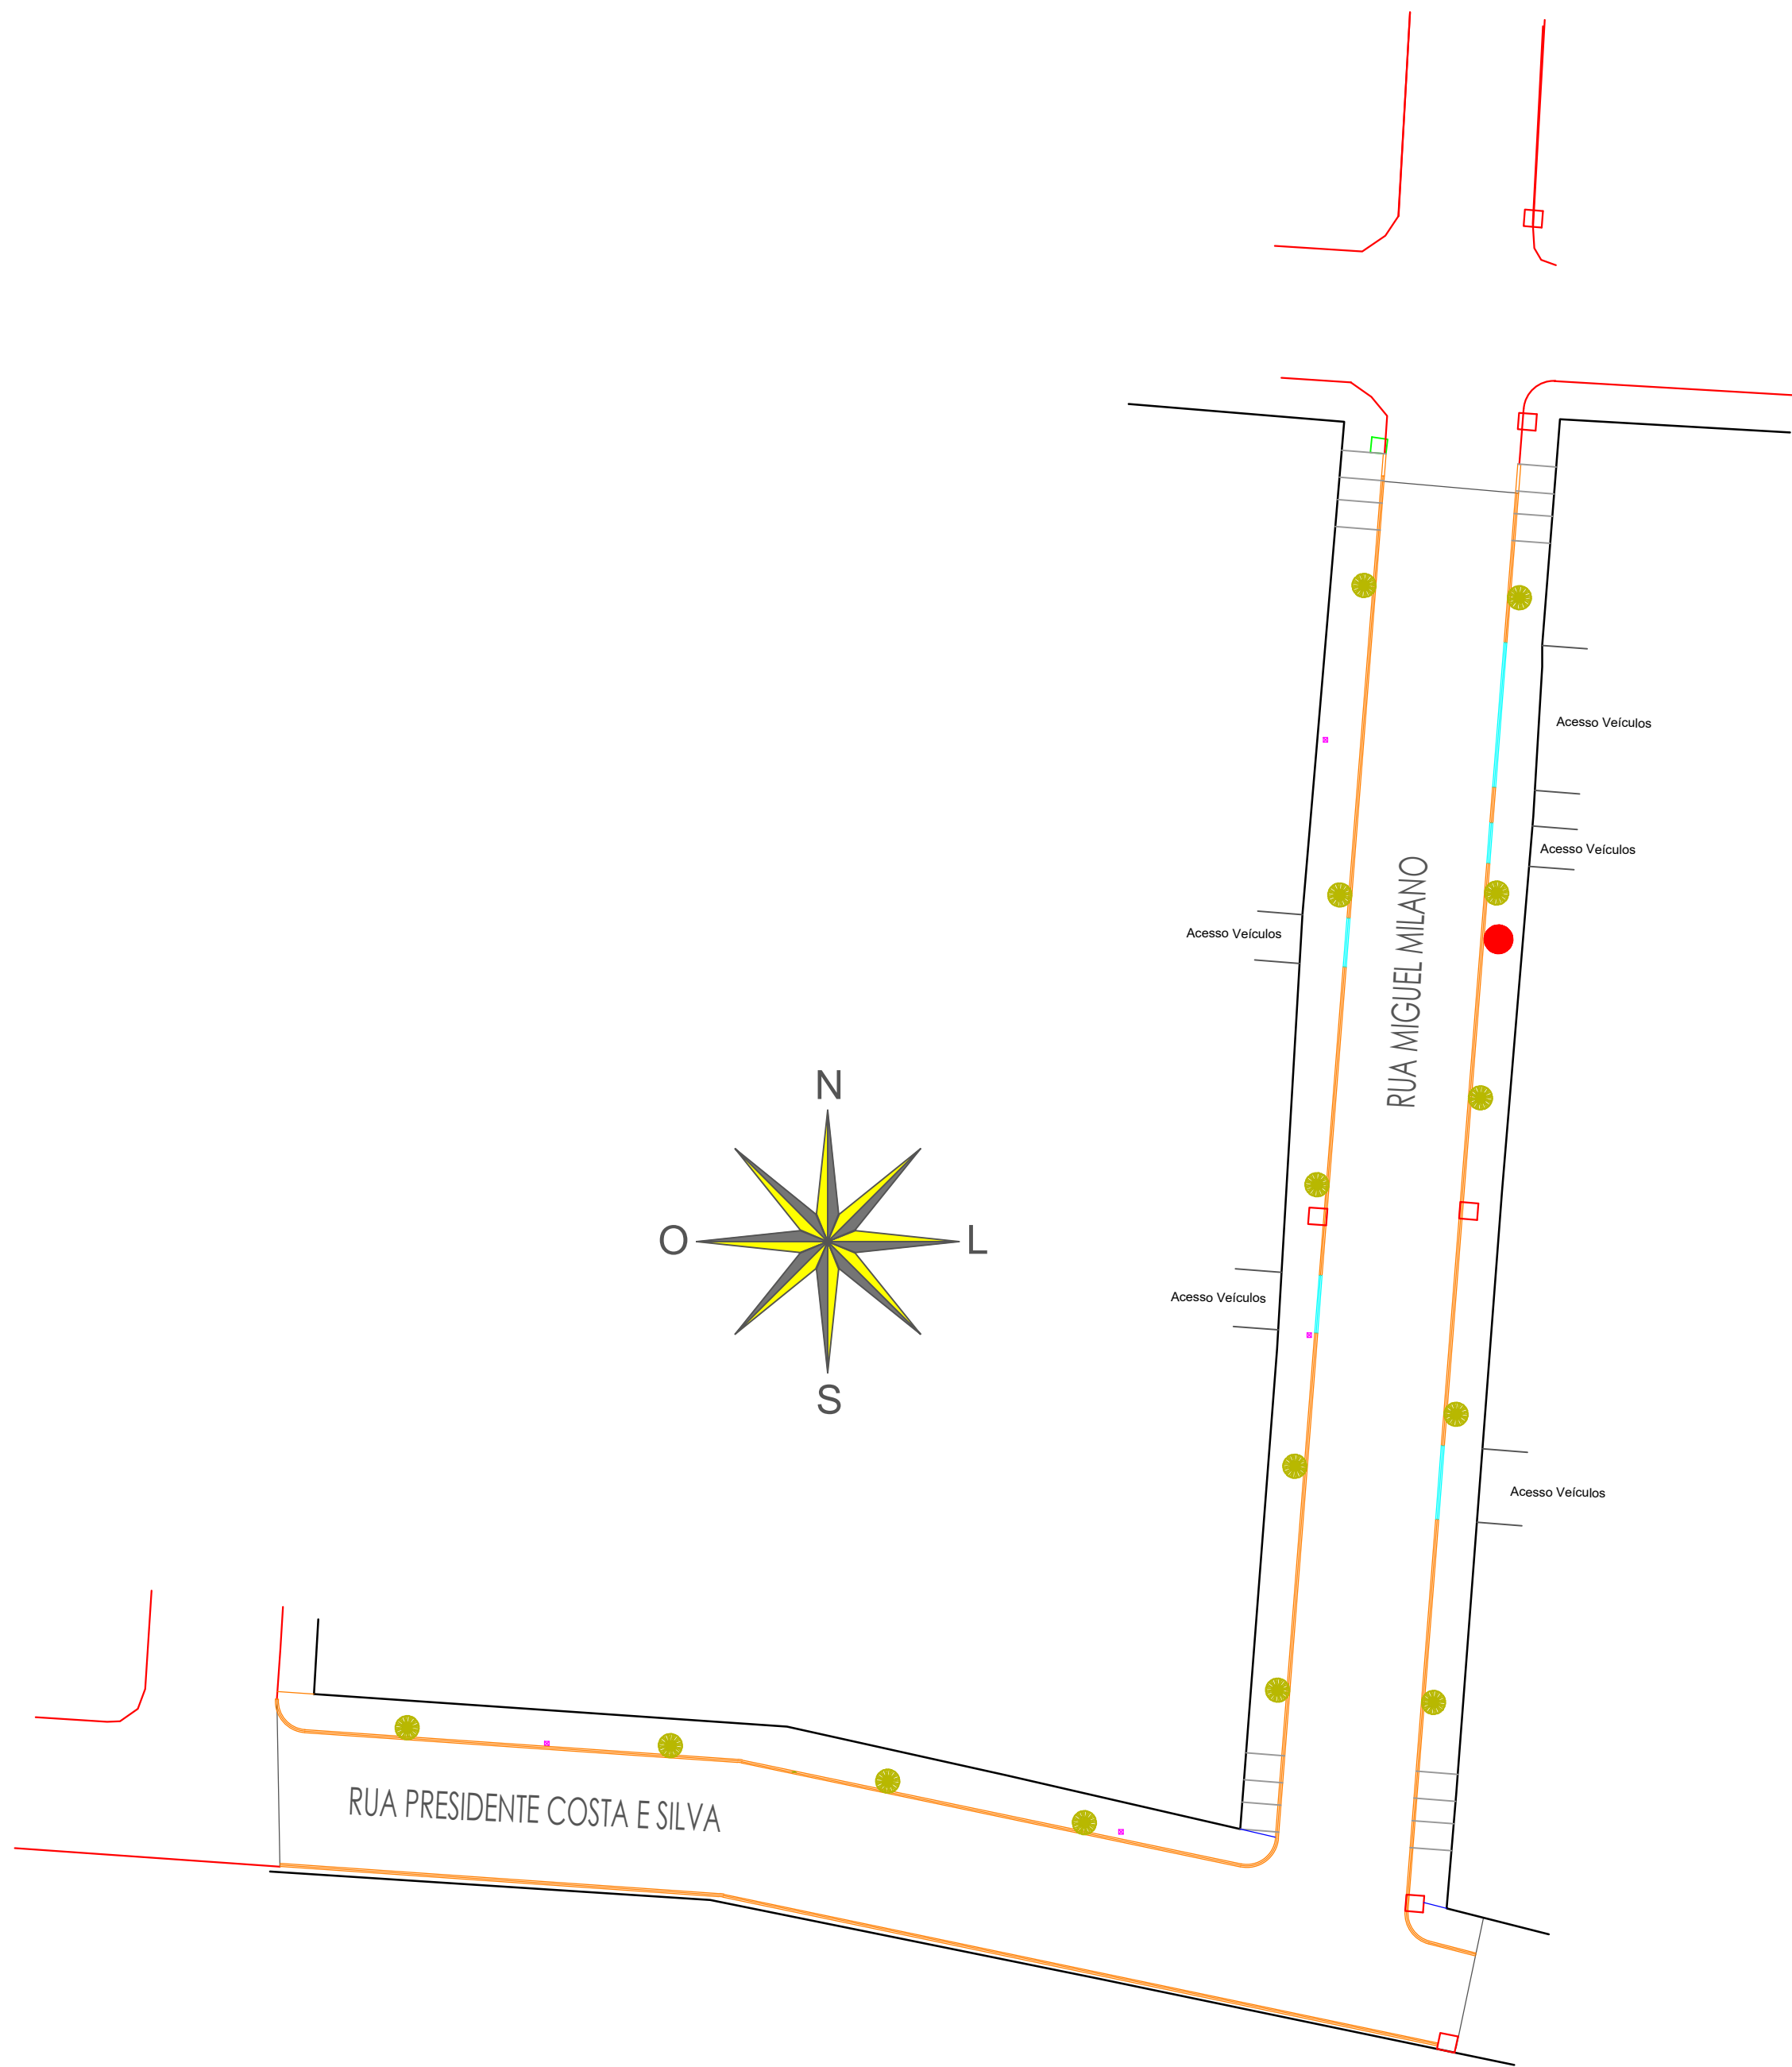 Acesso Veículos
Acesso Veículos
Acesso Veículos
RUA MIGUEL MILANO
N
O
L
S
Acesso Veículos
Acesso Veículos
RUA PRESIDENTE COSTA E SILVA